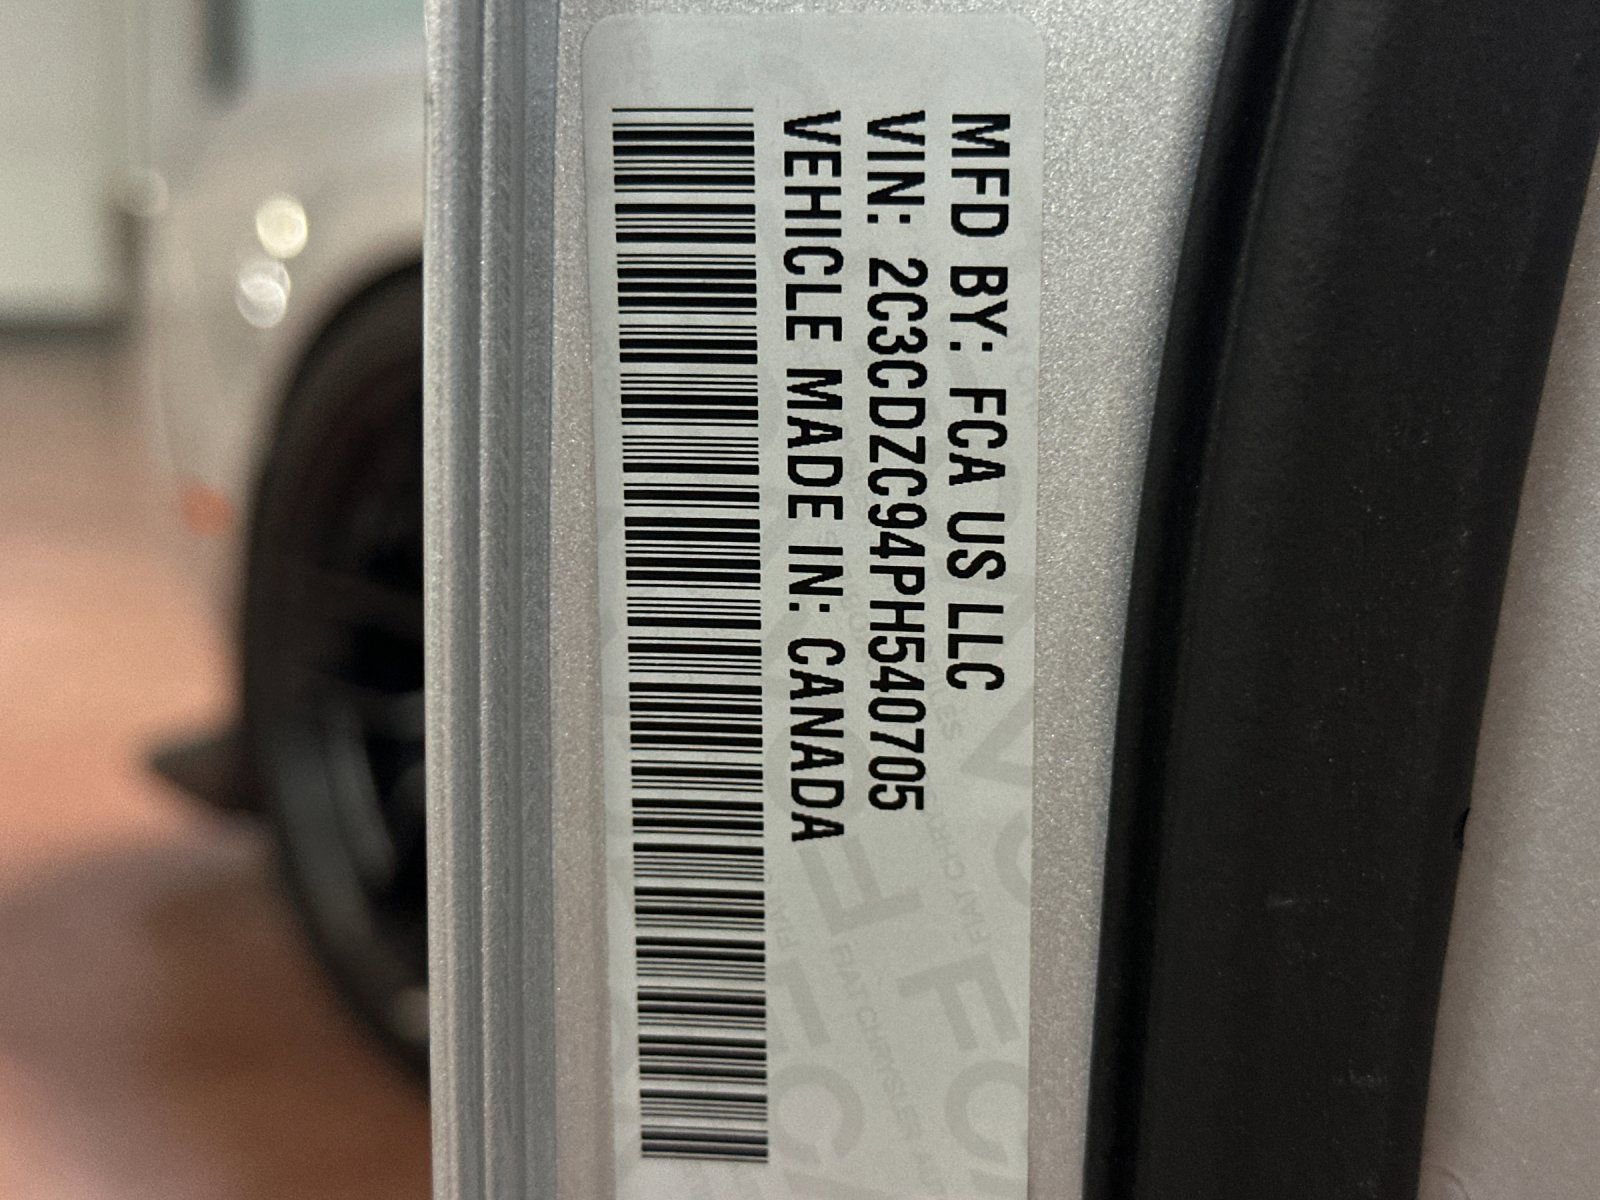 MFD BY: FCA US LLC
VIN: 2C3CDZC94PH540705
VEHICLE MADE IN: CANADA